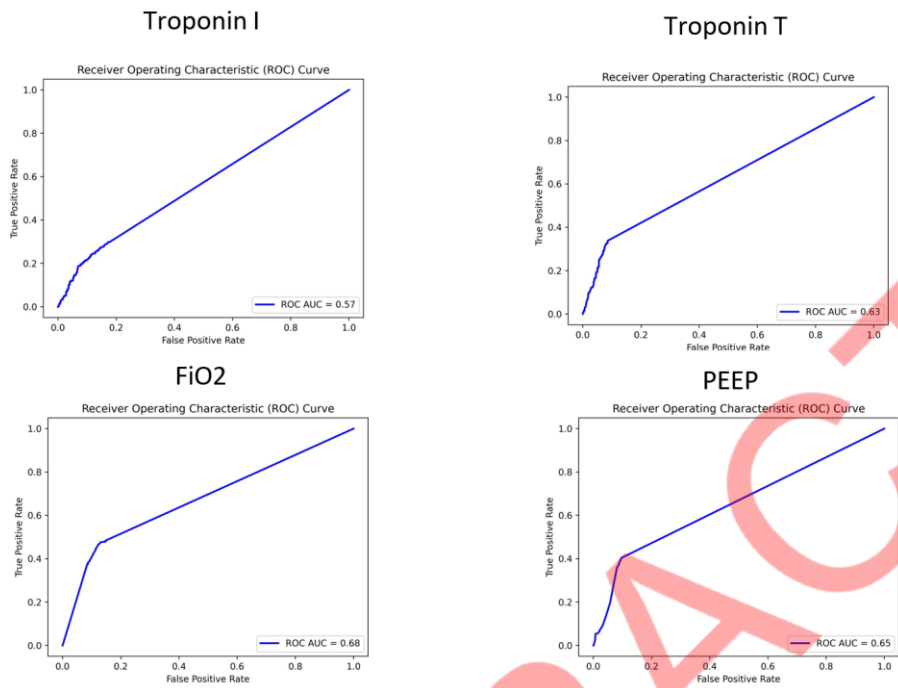 Troponin I
Receiver Operating Characteristic (ROC) Curve
1.0
0.8
0.6
0.4
0.2
0.0
True Positive Rate
ROC AUC = 0.57
0.0 0.2 0.4 0.6 0.8 1.0
False Positive Rate
Troponin T
Receiver Operating Characteristic (ROC) Curve
1.0
0.8
0.6
0.4
0.2
0.0
True Positive Rate
ROC AUC = 0.63
0.0 0.2 0.4 0.6 0.8 1.0
False Positive Rate
FiO2
Receiver Operating Characteristic (ROC) Curve
1.0
0.8
0.6
0.4
0.2
0.0
True Positive Rate
ROC AUC = 0.68
0.0 0.2 0.4 0.6 0.8 1.0
False Positive Rate
PEEP
Receiver Operating Characteristic (ROC) Curve
1.0
0.8
0.6
0.4
0.2
0.0
True Positive Rate
ROC AUC = 0.65
0.0 0.2 0.4 0.6 0.8 1.0
False Positive Rate